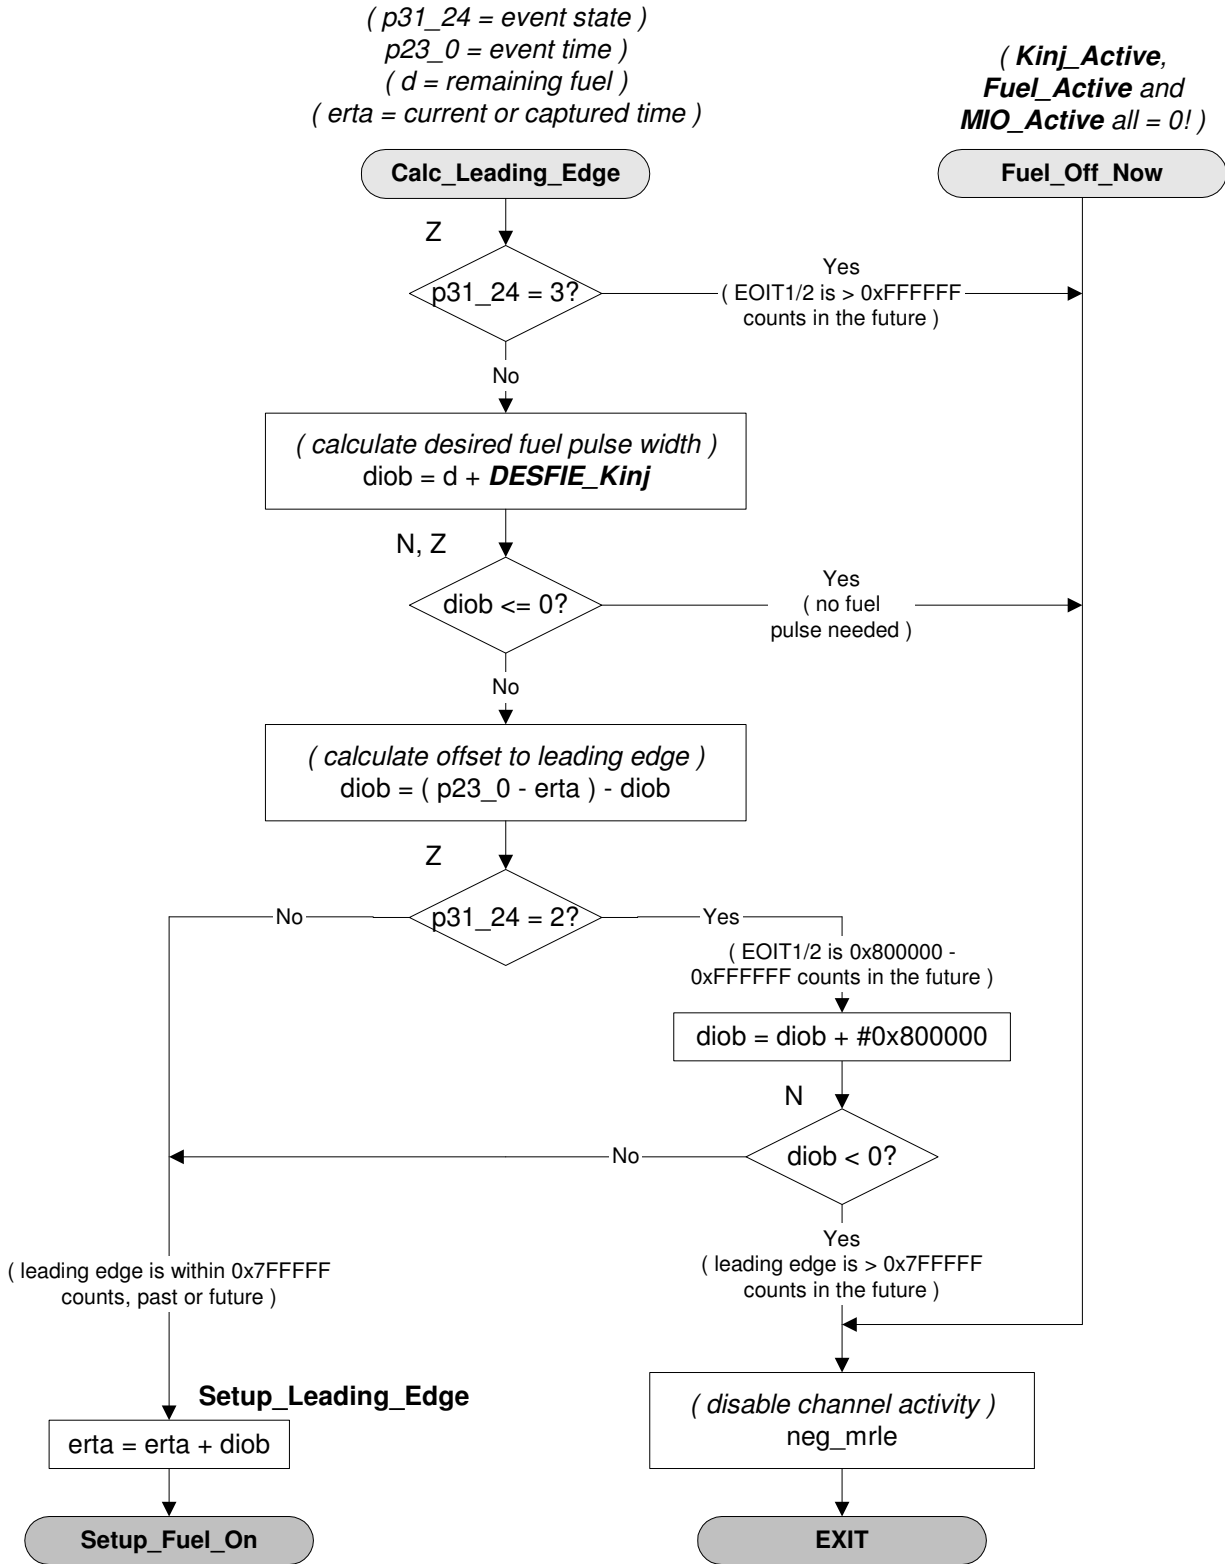 ( p31_24 = event state )
p23_0 = event time )
( d = remaining fuel )
( erta = current or captured time )
( Kinj_Active,
Fuel_Active and
MIO_Active all = 0! )
Calc_Leading_Edge
Fuel_Off_Now
Z
p31_24 = 3?
Yes
( EOIT1/2 is > 0xFFFFFF
counts in the future )
No
( calculate desired fuel pulse width )
diob = d + DESFIE_Kinj
N, Z
diob <= 0?
Yes
( no fuel
pulse needed )
No
( calculate offset to leading edge )
diob = ( p23_0 - erta ) - diob
Z
p31_24 = 2?
No
Yes
( EOIT1/2 is 0x800000 -
0xFFFFFF counts in the future )
diob = diob + #0x800000
N
diob < 0?
No
Yes
( leading edge is > 0x7FFFFF
counts in the future )
( leading edge is within 0x7FFFFF
counts, past or future )
Setup_Leading_Edge
erta = erta + diob
( disable channel activity )
neg_mrle
Setup_Fuel_On
EXIT